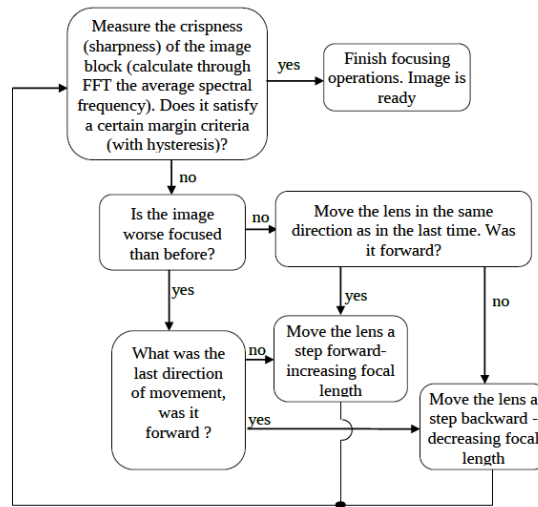 Measure the crispness
(sharpness) of the image
block (calculate through
FFT the average spectral
frequency). Does it satisfy
a certain margin criteria
(with hysteresis)?
yes
Finish focusing
operations. Image is
ready
no
Is the image
worse focused
than before?
no
Move the lens in the same
direction as in the last time. Was
it forward?
yes
yes
no
What was the
last direction
of movement,
was it
forward ?
no
Move the lens a
step forward-
increasing focal
length
yes
Move the lens a
step backward -
decreasing focal
length